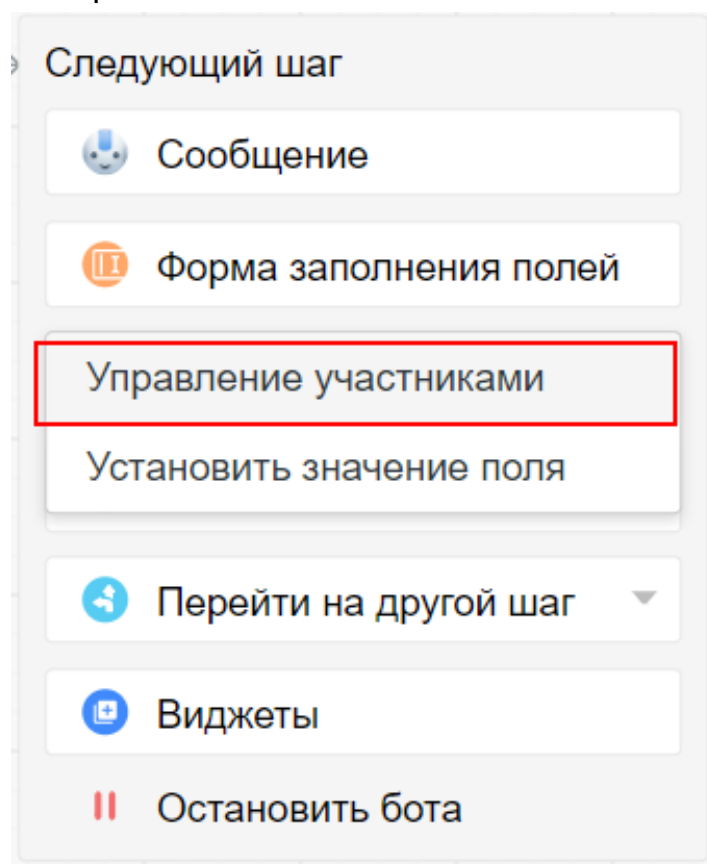 Следующий шаг
Сообщение
Форма заполнения полей
Управление участниками
Установить значение поля
Перейти на другой шаг
Виджеты
Остановить бота